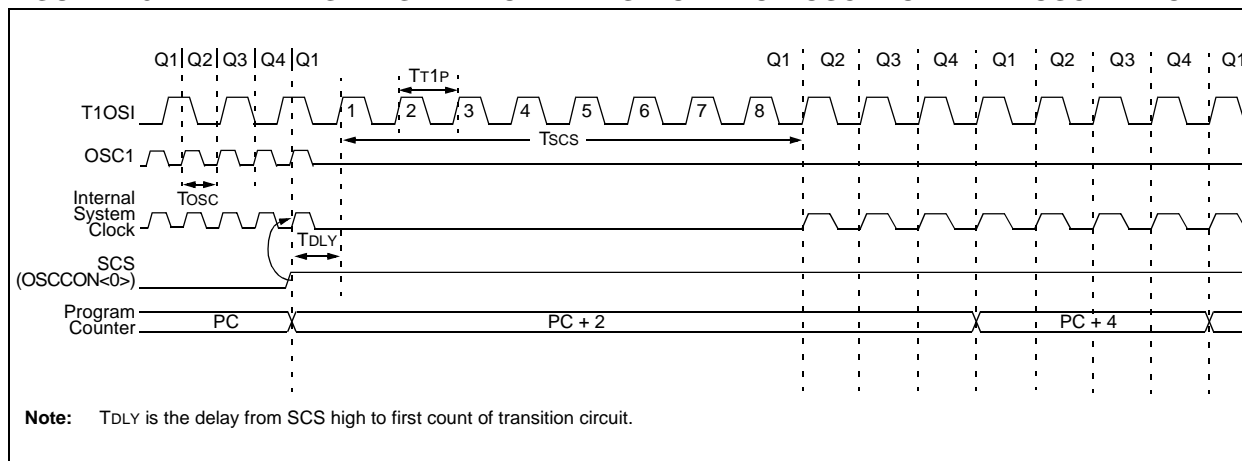 Q1 Q2 Q3 Q4 Q1
TT1P
Q1 Q2 Q3 Q4 Q1 Q2 Q3 Q4 Q1
T1OSI
1 2 3 4 5 6 7 8
TSCS
OSC1
TOSC
Internal
System
Clock
TDLY
SCS
(OSCCON<0>)
Program
Counter
PC
PC + 2
PC + 4
Note: TDLY is the delay from SCS high to first count of transition circuit.